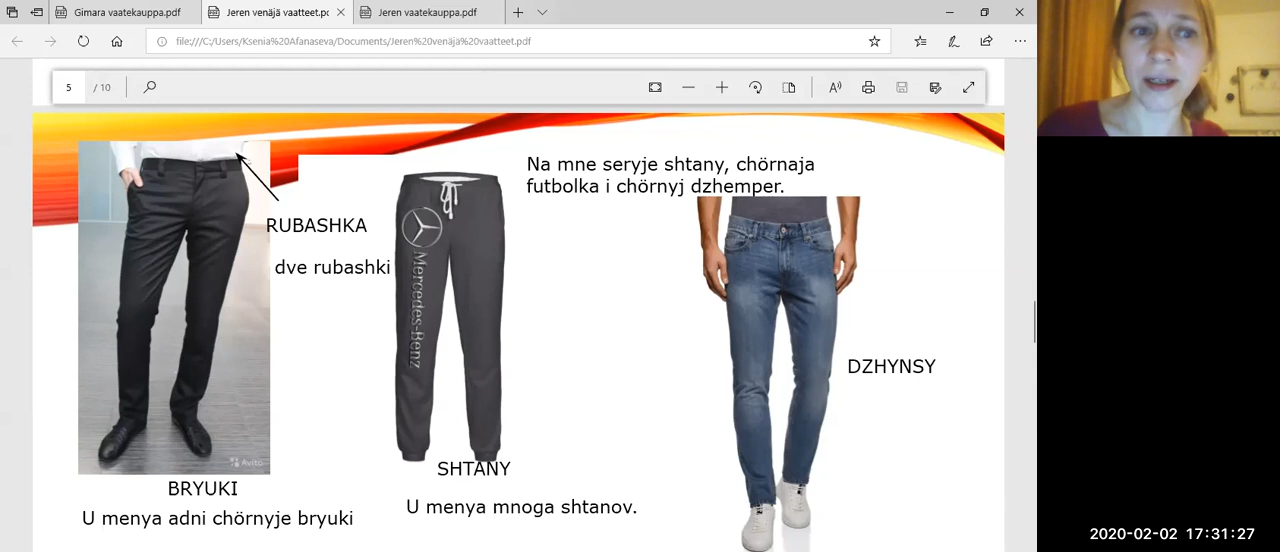 Gimara vaatekauppa.pdf
Jeren venäjä vaatteet.pc
Jeren vaatekauppa.pdf
file:///C:/Users/Ksenia%20Afanaseva/Documents/Jeren%20venäjä%20vaatteet.pdf
5 / 10
Na mne seryje shtany, chörnaja
futbolka i chörnyj dzhemper.
RUBASHKA
dve rubashki
Mercedes-Benz
DZHYNSY
Avito
SHTANY
BRYUKI
U menya mnoga shtanov.
U menya adni chörnyje bryuki
2020-02-02 17:31:27